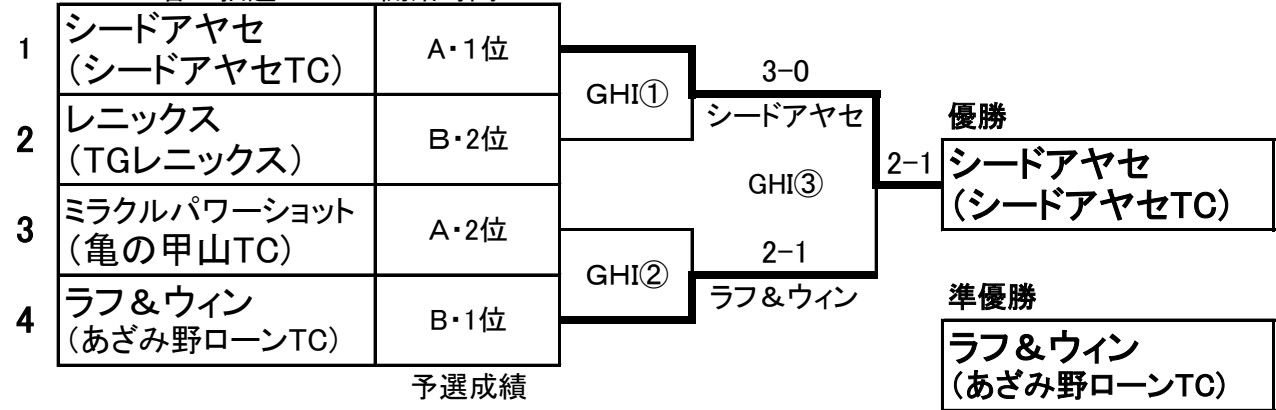 1
シードアヤセ
(シードアヤセTC)
A・1位
2
レニックス
(TGレニックス)
B・2位
3
ミラクルパワーショット
(亀の甲山TC)
A・2位
4
ラフ&ウィン
(あざみ野ローンTC)
B・1位
予選成績
GHI①
GHI②
3-0
シードアヤセ
GHI③
2-1
ラフ&ウィン
2-1
優勝
シードアヤセ
(シードアヤセTC)
準優勝
ラフ&ウィン
(あざみ野ローンTC)